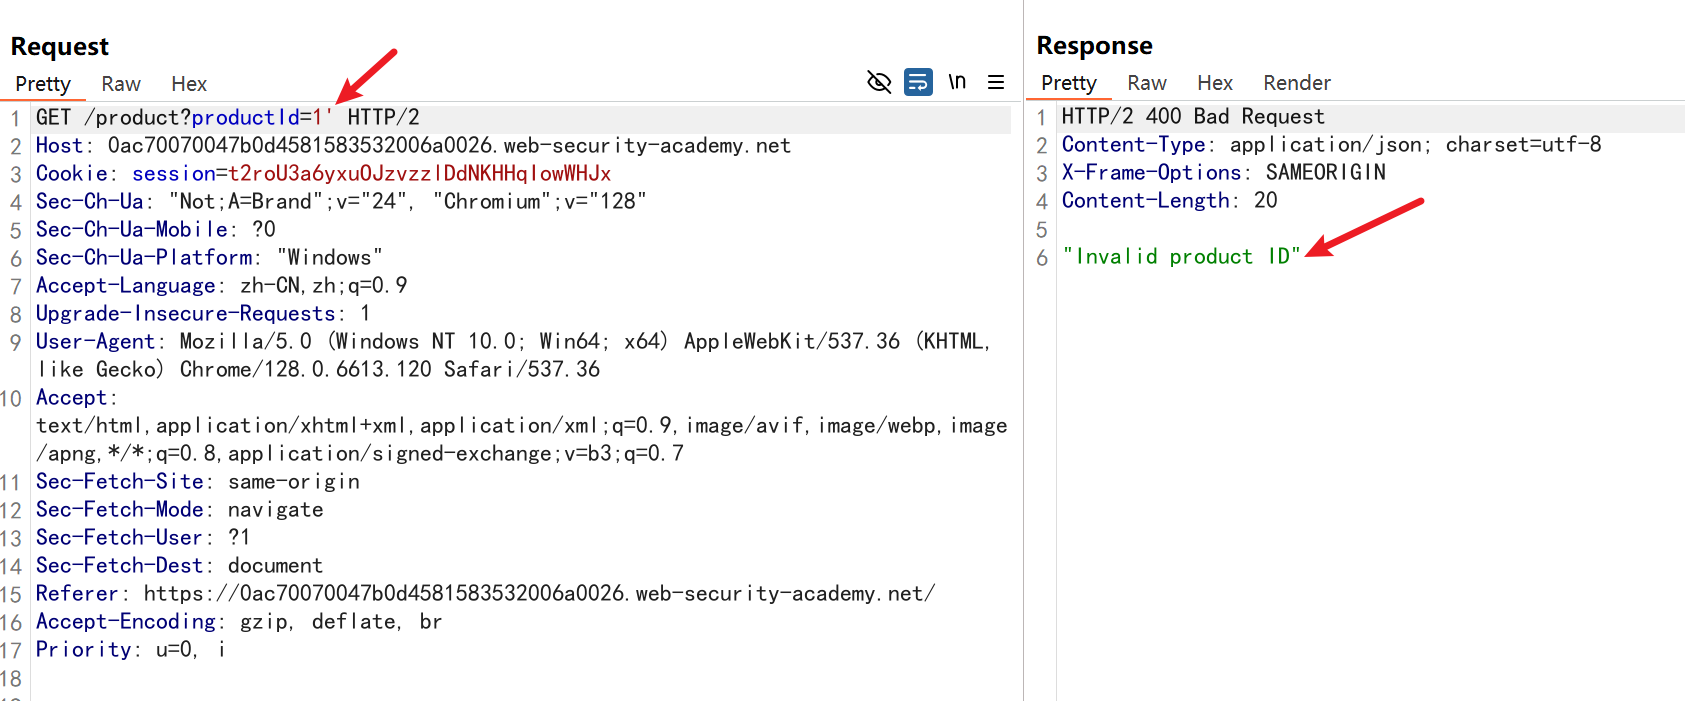 Request
Pretty Raw Hex
\n
1 GET /product?productId=1' HTTP/2
2 Host: 0ac70070047b0d4581583532006a0026.web-security-academy.net
3 Cookie: session=t2roU3a6yxu0JzvzzlDdNKHHqIowWHJx
4 Sec-Ch-Ua: "Not;A=Brand";v="24", "Chromium";v="128"
5 Sec-Ch-Ua-Mobile: ?0
6 Sec-Ch-Ua-Platform: "Windows"
7 Accept-Language: zh-CN,zh;q=0.9
8 Upgrade-Insecure-Requests: 1
9 User-Agent: Mozilla/5.0 (Windows NT 10.0; Win64; x64) AppleWebKit/537.36 (KHTML,
like Gecko) Chrome/128.0.6613.120 Safari/537.36
10 Accept:
text/html,application/xhtml+xml,application/xml;q=0.9,image/avif,image/webp,image
/apng,*/*;q=0.8,application/signed-exchange;v=b3;q=0.7
11 Sec-Fetch-Site: same-origin
12 Sec-Fetch-Mode: navigate
13 Sec-Fetch-User: ?1
14 Sec-Fetch-Dest: document
15 Referer: https://0ac70070047b0d4581583532006a0026.web-security-academy.net/
16 Accept-Encoding: gzip, deflate, br
17 Priority: u=0, i
18
Response
Pretty Raw Hex Render
1 HTTP/2 400 Bad Request
2 Content-Type: application/json; charset=utf-8
3 X-Frame-Options: SAMEORIGIN
4 Content-Length: 20
5
6 "Invalid product ID"